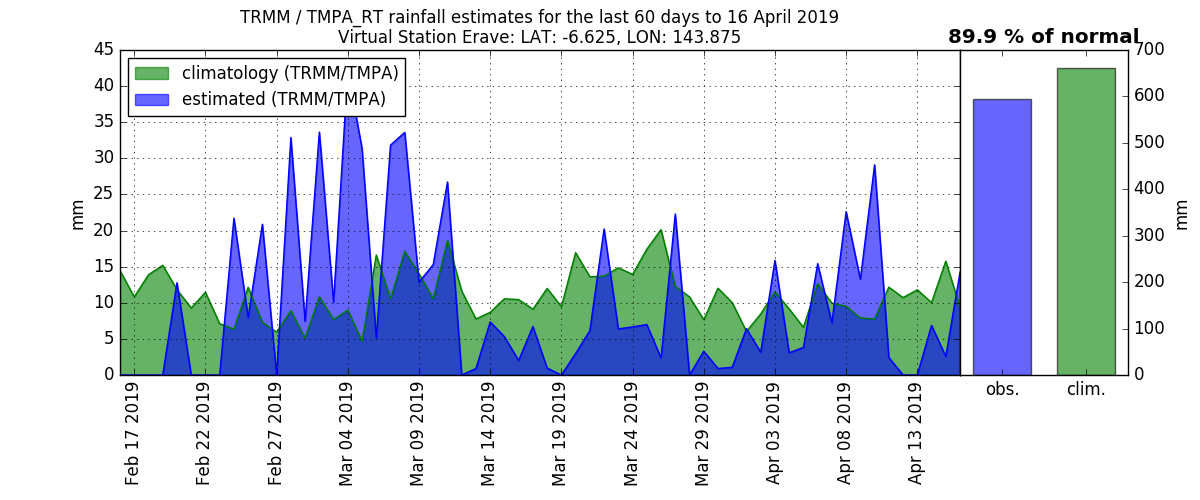 TRMM / TMPA_RT rainfall estimates for the last 60 days to 16 April 2019
Virtual Station Erave: LAT: -6.625, LON: 143.875
89.9 % of normal
climatology (TRMM/TMPA)
estimated (TRMM/TMPA)
mm
45
40
35
30
25
20
15
10
5
0
Feb 17 2019
Feb 22 2019
Feb 27 2019
Mar 04 2019
Mar 09 2019
Mar 14 2019
Mar 19 2019
Mar 24 2019
Mar 29 2019
Apr 03 2019
Apr 08 2019
Apr 13 2019
obs.
clim.
700
600
500
400
300
200
100
0
mm